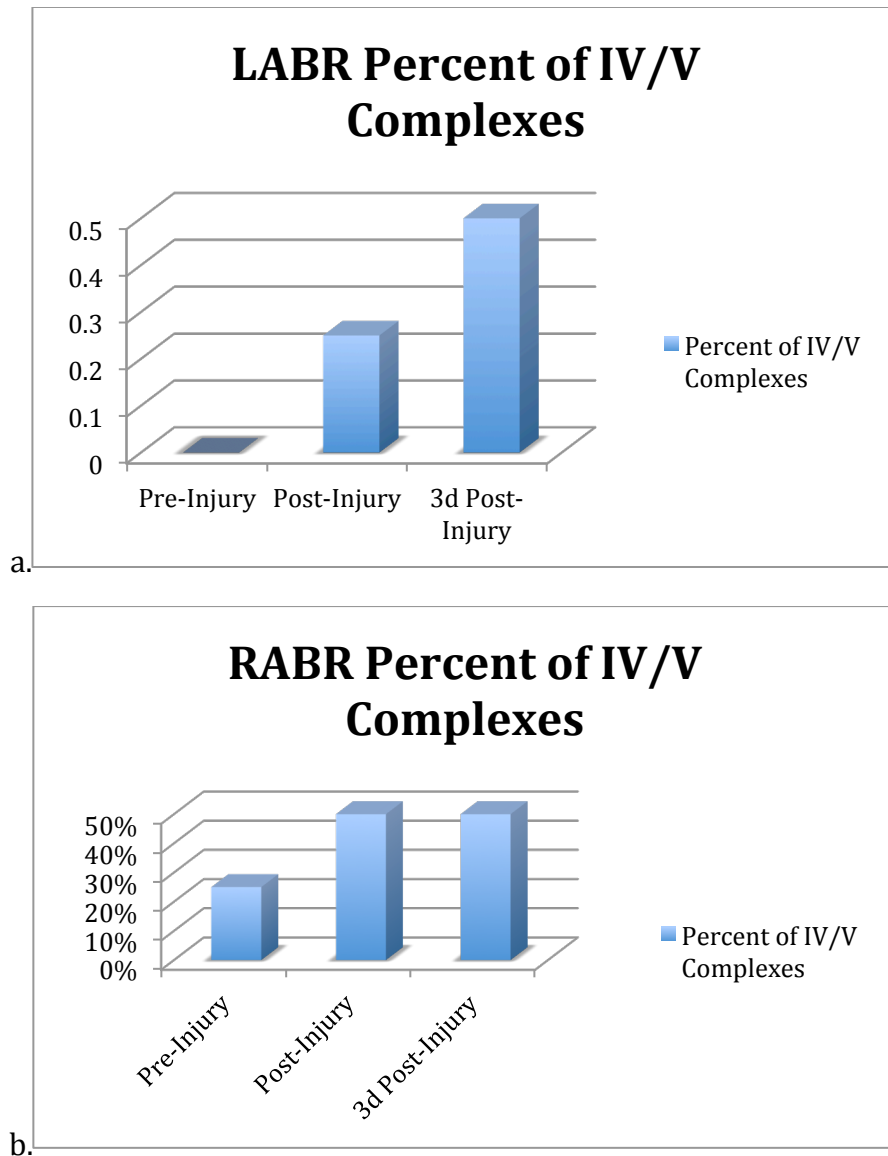 LABR Percent of IV/V
Complexes
0.5
0.4
0.3
0.2
0.1
0
Pre-Injury Post-Injury 3d Post-
Injury
Percent of IV/V
Complexes
a.
RABR Percent of IV/V
Complexes
50%
40%
30%
20%
10%
0%
Pre-Injury
Post-Injury
3d Post-Injury
Percent of IV/V
Complexes
b.